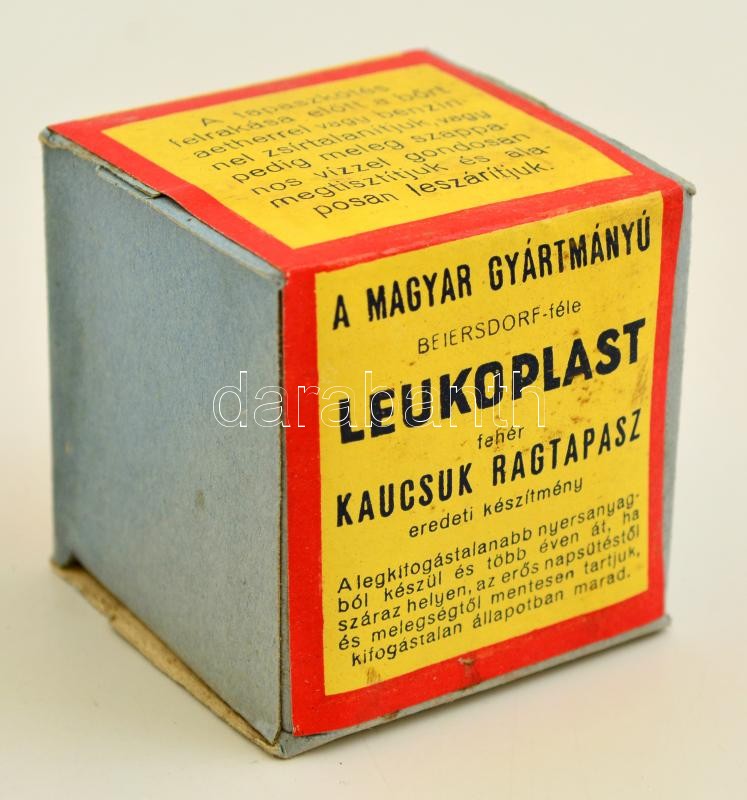 A tapaszkötés
felrakása előtt a bőrt
aetherrel vagy benzin-
nel zsírtalanítjuk, vagy
pedig meleg szappa-
nos vízzel gondosan
megtisztítjuk és ala-
posan leszárítjuk.
A MAGYAR GYÁRTMÁNYÚ
BEIERSDORF-féle
LEUKOPLAST
fehér
KAUCSUK RAGTAPASZ
eredeti készítmény
A legkifogástalanabb nyersanyag-
ból készül és több éven át, ha
száraz helyen, az erős napsütéstől
és melegségtől mentesen tartjuk,
kifogástalan állapotban marad.
darabanth